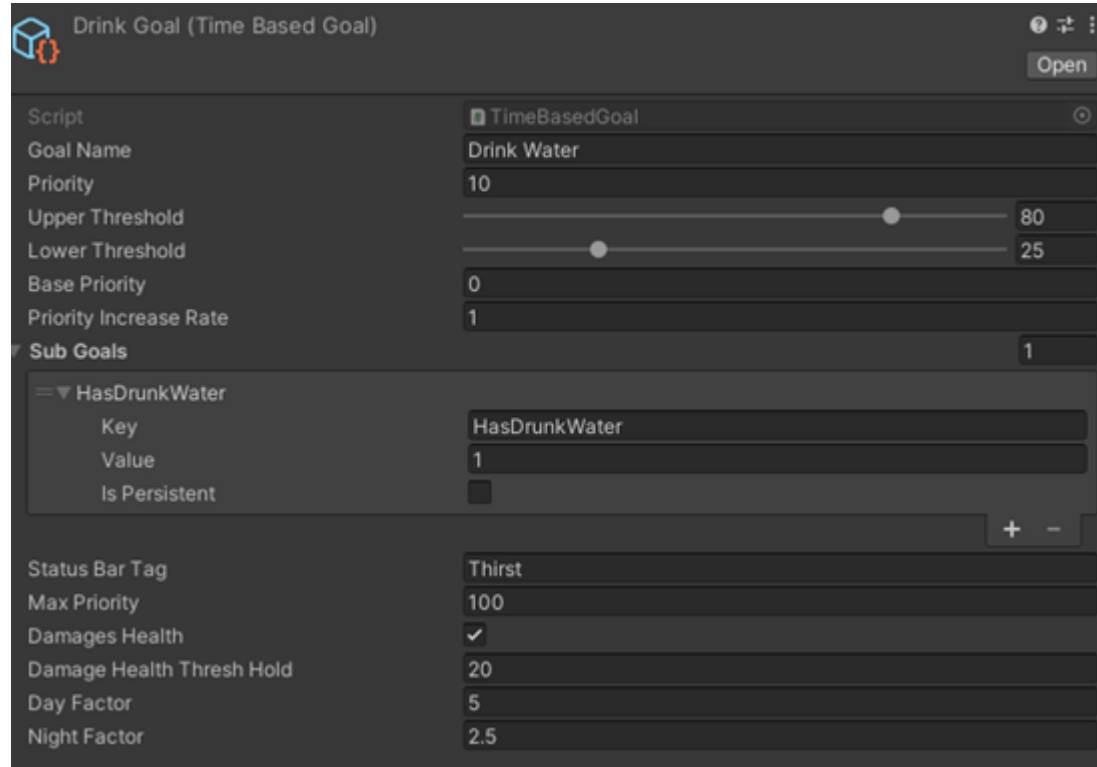 Drink Goal (Time Based Goal)
Open
Script TimeBasedGoal
Goal Name Drink Water
Priority 10
Upper Threshold 80
Lower Threshold 25
Base Priority 0
Priority Increase Rate 1
Sub Goals 1
HasDrunkWater
Key HasDrunkWater
Value 1
Is Persistent
Status Bar Tag Thirst
Max Priority 100
Damages Health
Damage Health Thresh Hold 20
Day Factor 5
Night Factor 2.5